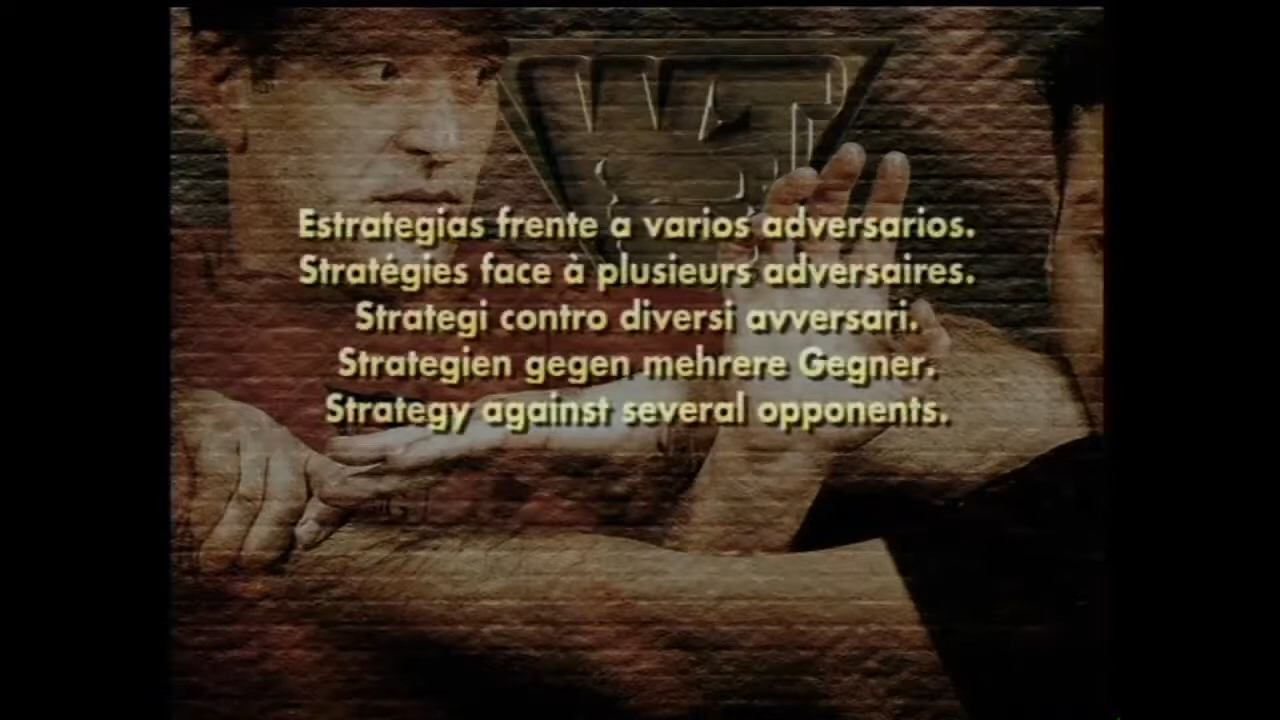 WT
Estrategias frente a varios adversarios.
Stratégies face à plusieurs adversaires.
Strategi contro diversi avversari.
Strategien gegen mehrere Gegner.
Strategy against several opponents.